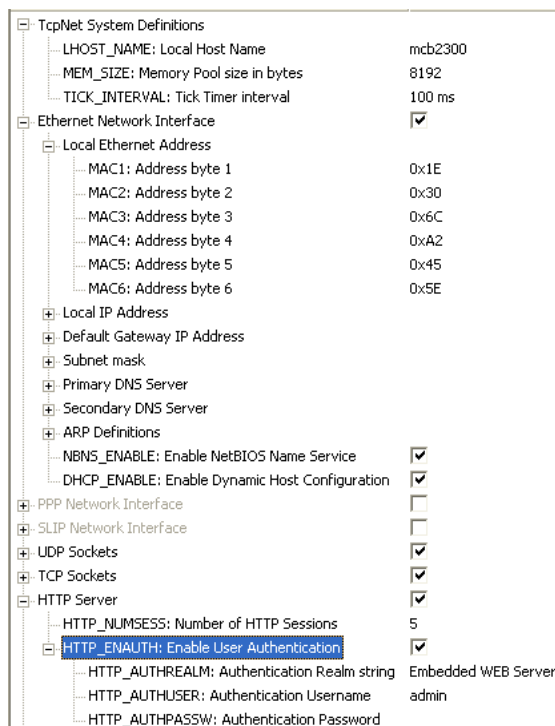 TcpNet System Definitions
LHOST_NAME: Local Host Name mcb2300
MEM_SIZE: Memory Pool size in bytes 8192
TICK_INTERVAL: Tick Timer interval 100 ms
Ethernet Network Interface
Local Ethernet Address
MAC1: Address byte 1 0x1E
MAC2: Address byte 2 0x30
MAC3: Address byte 3 0x6C
MAC4: Address byte 4 0xA2
MAC5: Address byte 5 0x45
MAC6: Address byte 6 0x5E
Local IP Address
Default Gateway IP Address
Subnet mask
Primary DNS Server
Secondary DNS Server
ARP Definitions
NBNS_ENABLE: Enable NetBIOS Name Service
DHCP_ENABLE: Enable Dynamic Host Configuration
PPP Network Interface
SLIP Network Interface
UDP Sockets
TCP Sockets
HTTP Server
HTTP_NUMSESS: Number of HTTP Sessions 5
HTTP_ENAUTH: Enable User Authentication
HTTP_AUTHREALM: Authentication Realm string Embedded WEB Server
HTTP_AUTHUSER: Authentication Username admin
HTTP_AUTHPASSW: Authentication Password